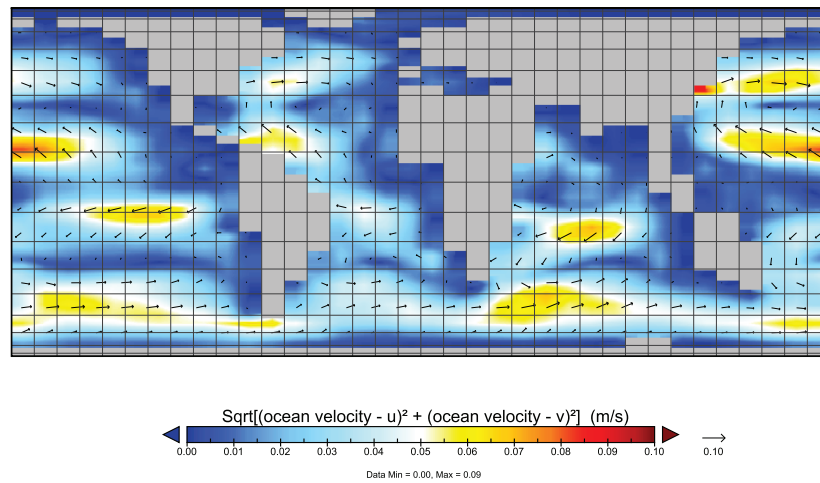 Sqrt[(ocean velocity - u)² + (ocean velocity - v)²]  (m/s)
0.00 0.01 0.02 0.03 0.04 0.05 0.06 0.07 0.08 0.09 0.10
0.10
Data Min = 0.00, Max = 0.09